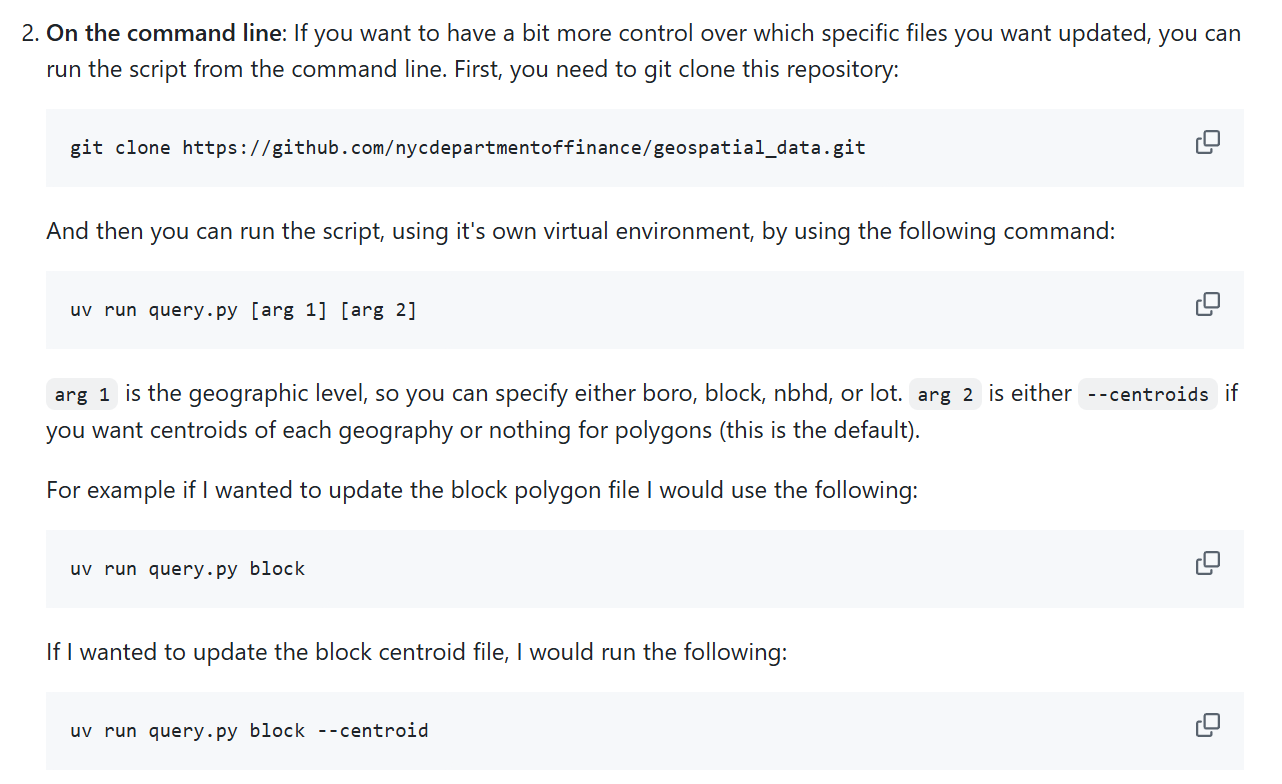 2. On the command line: If you want to have a bit more control over which specific files you want updated, you can
run the script from the command line. First, you need to git clone this repository:
git clone https://github.com/nycdepartmentoffinance/geospatial_data.git
And then you can run the script, using it's own virtual environment, by using the following command:
uv run query.py [arg 1] [arg 2]
arg 1 is the geographic level, so you can specify either boro, block, nbhd, or lot. arg 2 is either --centroids if
you want centroids of each geography or nothing for polygons (this is the default).
For example if I wanted to update the block polygon file I would use the following:
uv run query.py block
If I wanted to update the block centroid file, I would run the following:
uv run query.py block --centroid